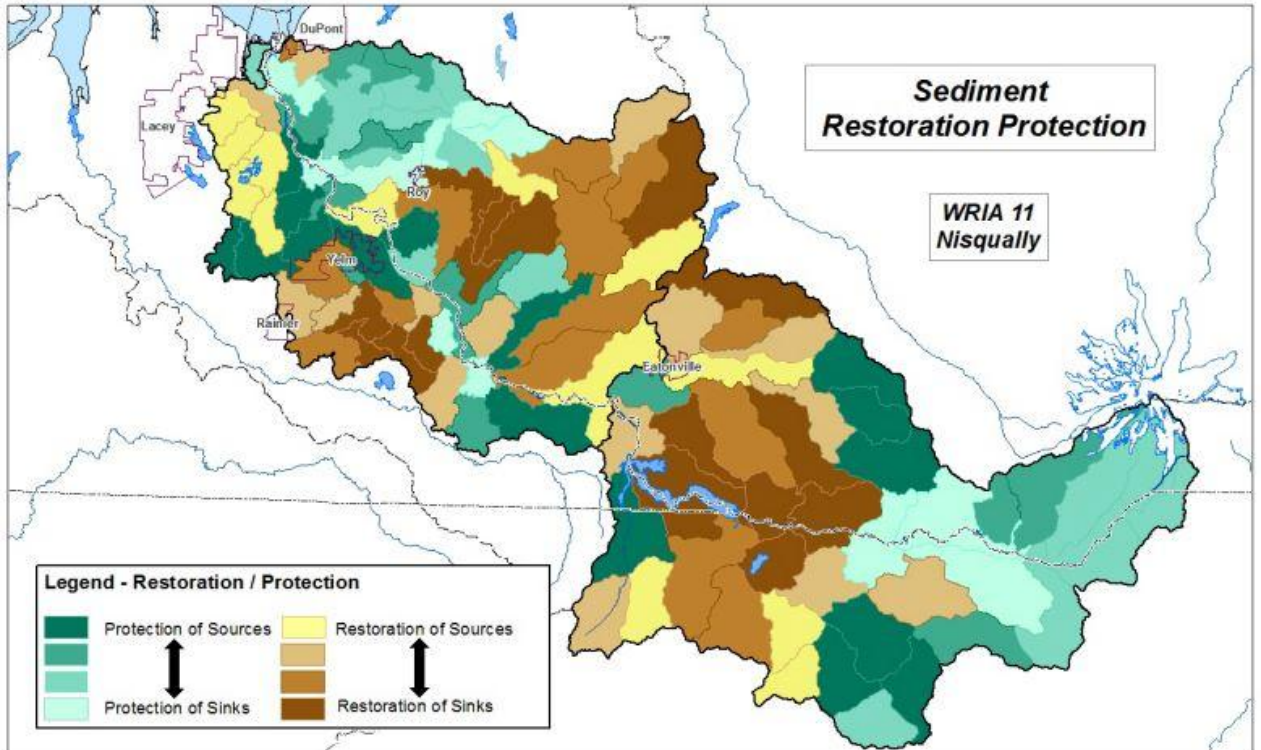 DuPont
Sediment
Restoration Protection
Lacey
WRIA 11
Nisqually
Roy
Yelm
Rainier
Eatonville
Legend - Restoration / Protection
Protection of Sources
Restoration of Sources
Protection of Sinks
Restoration of Sinks